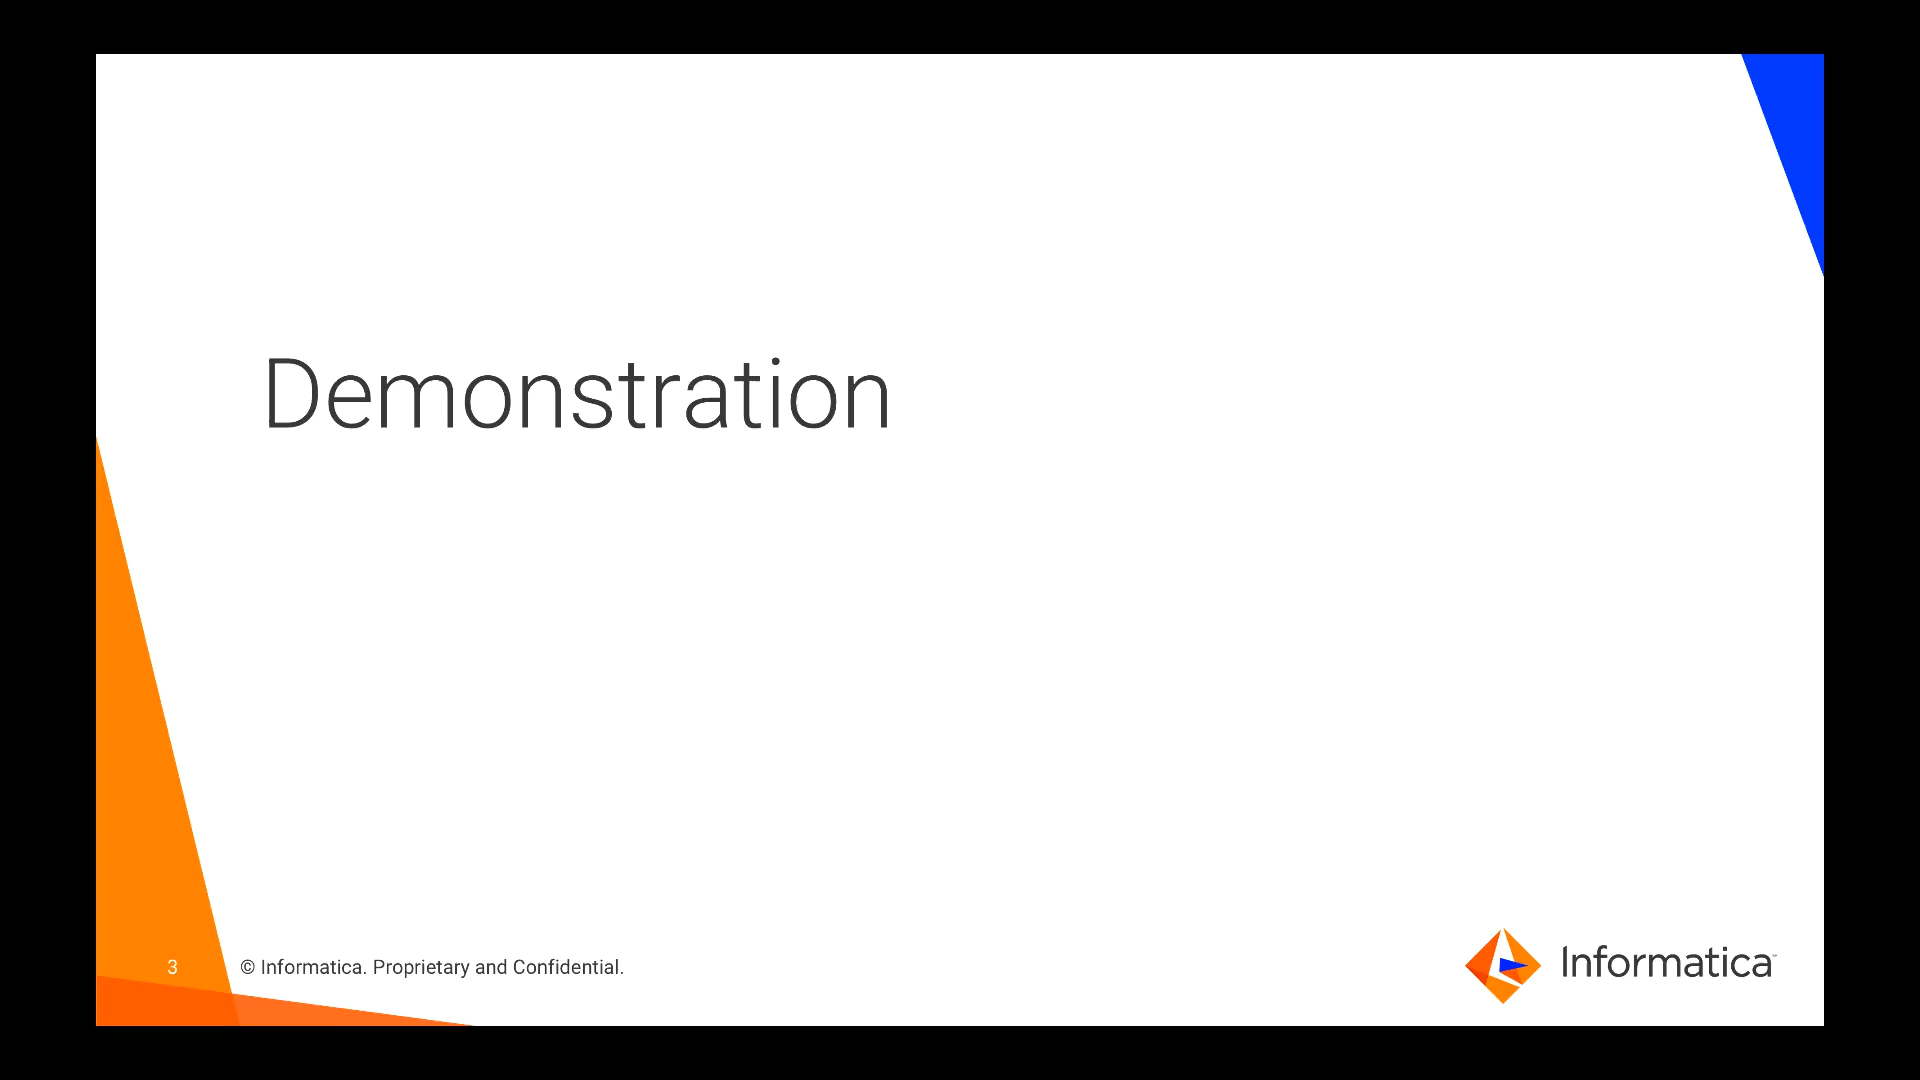 Demonstration
3
© Informatica. Proprietary and Confidential.
Informatica